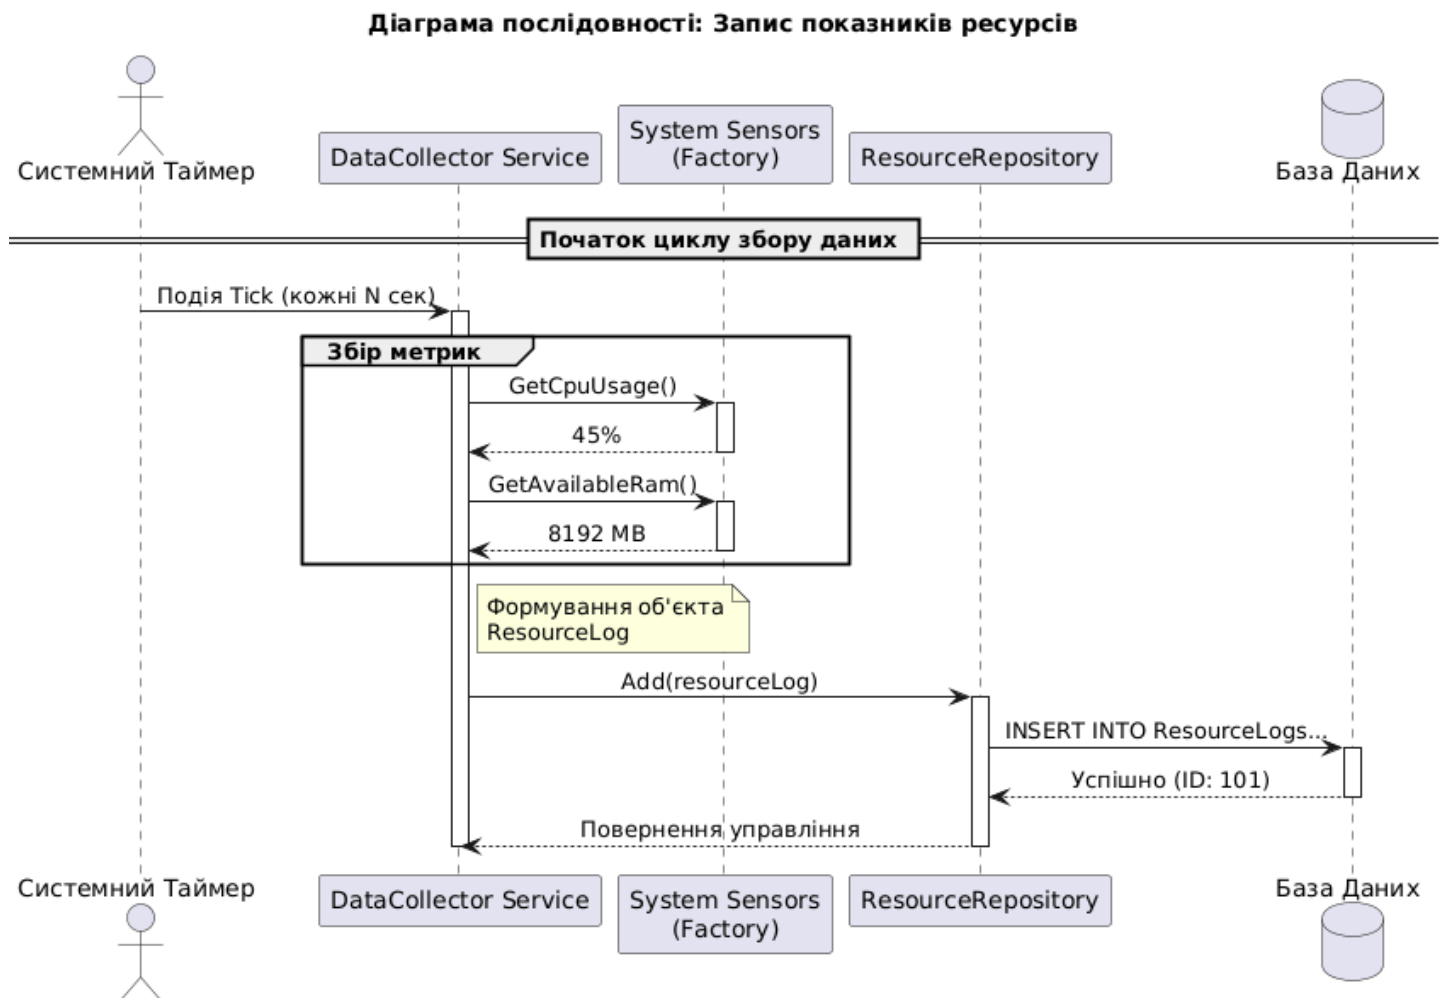 Діаграма послідовності: Запис показників ресурсів
Системний Таймер
DataCollector Service
System Sensors
(Factory)
ResourceRepository
База Даних
Початок циклу збору даних
Подія Tick (кожні N сек)
Збір метрик
GetCpuUsage()
45%
GetAvailableRam()
8192 MB
Формування об'єкта
ResourceLog
Add(resourceLog)
INSERT INTO ResourceLogs...
Успішно (ID: 101)
Повернення управління
Системний Таймер
DataCollector Service
System Sensors
(Factory)
ResourceRepository
База Даних